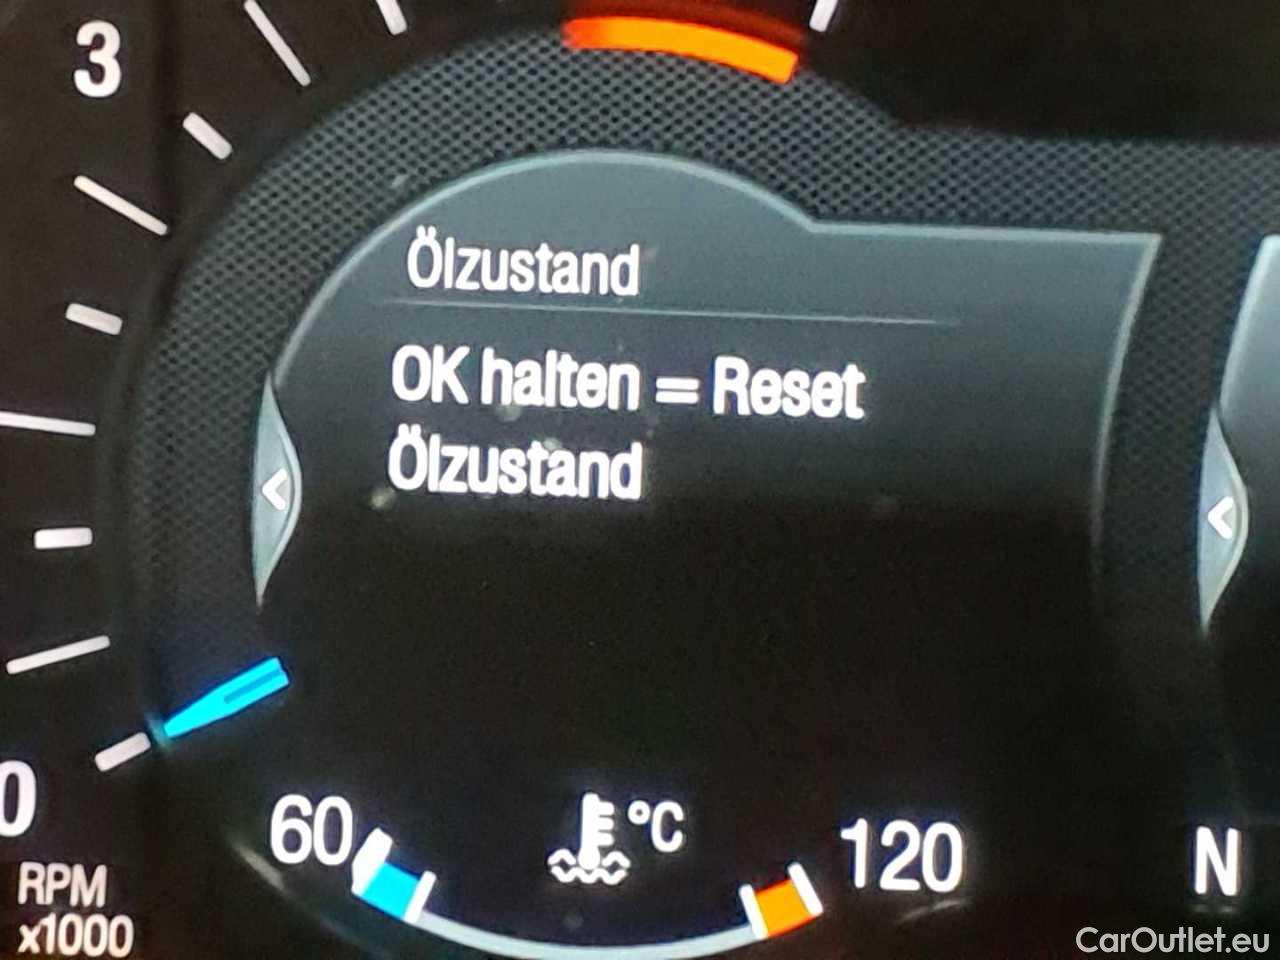 3
Ölzustand
OK halten = Reset
Ölzustand
0
60
°C
120
N
RPM
x1000
CarOutlet.eu